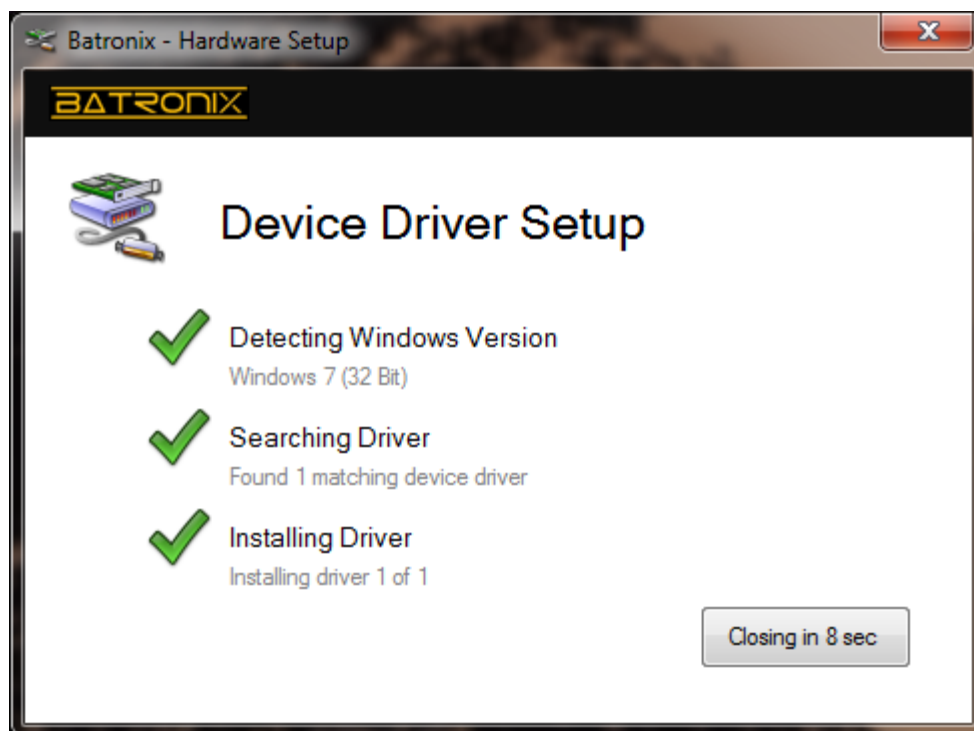 Batronix - Hardware Setup
BATRONIX
Device Driver Setup
Detecting Windows Version
Windows 7 (32 Bit)
Searching Driver
Found 1 matching device driver
Installing Driver
Installing driver 1 of 1
Closing in 8 sec